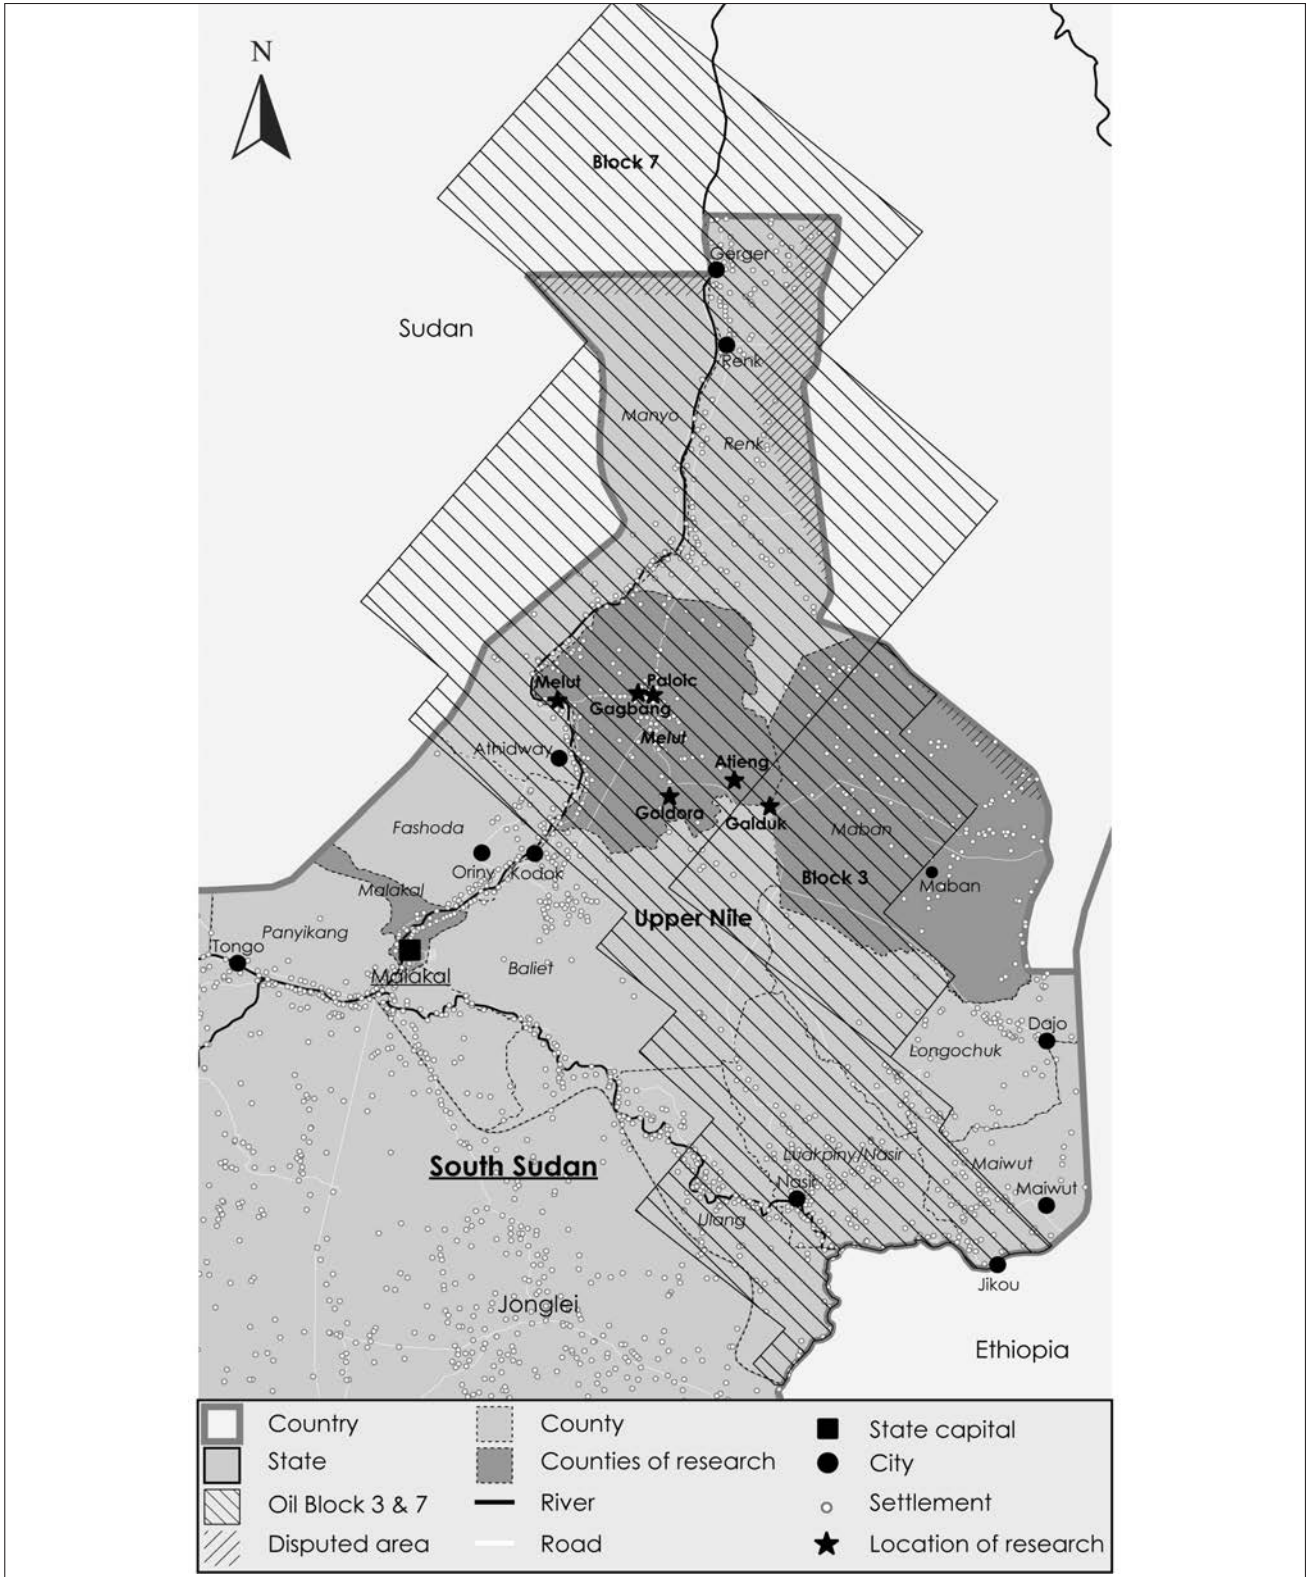 N
Block 7
Gerger
Sudan
Renk
Manyo
Renk
Melut
Paloic
Gagbang
Melut
Athidway
Atieng
Goldora
Galduk
Fashoda
Maban
Oriny
Kodok
Block 3
Maban
Malakal
Upper Nile
Panyikang
Tongo
Baliet
Malakal
Dajo
Longochuk
South Sudan
Luakpiny/Nasir
Maiwut
Nasir
Maiwut
Ulang
Jikou
Jonglei
Ethiopia
Country
County
State capital
State
Counties of research
City
Oil Block 3 & 7
River
Settlement
Disputed area
Road
Location of research